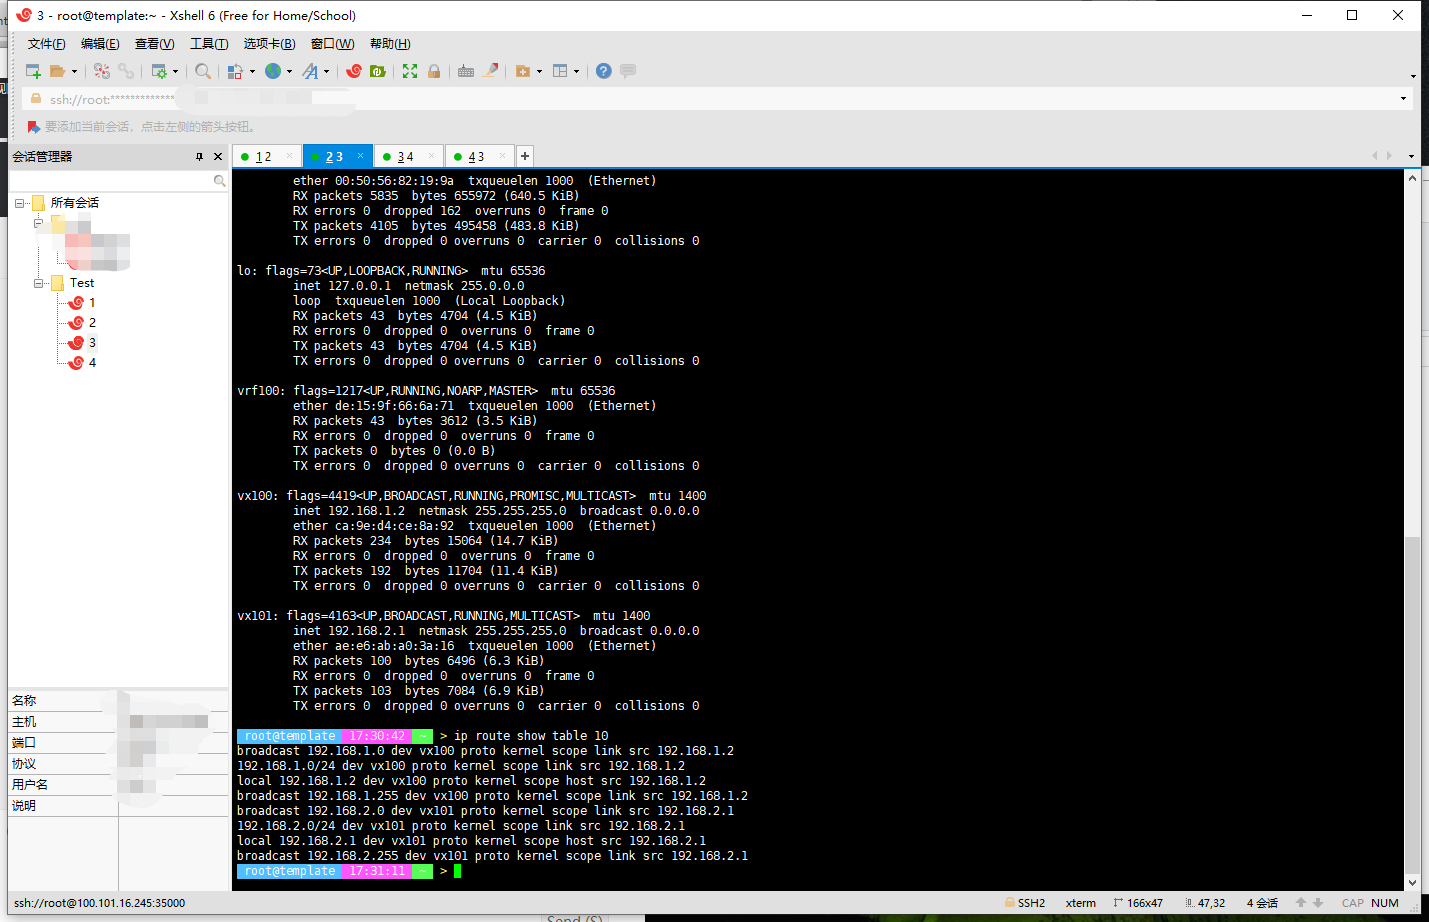 3 - root@template:~ - Xshell 6 (Free for Home/School)
文件(F) 编辑(E) 查看(V) 工具(T) 选项卡(B) 窗口(W) 帮助(H)
ssh://root:*************
要添加当前会话，点击左侧的箭头按钮。
会话管理器
1 2
2 3
3 4
4 3
所有会话
Test
1
2
3
4
名称
主机
端口
协议
用户名
说明
ether 00:50:56:82:19:9a txqueuelen 1000 (Ethernet)
RX packets 5835 bytes 655972 (640.5 KiB)
RX errors 0 dropped 162 overruns 0 frame 0
TX packets 4105 bytes 495458 (483.8 KiB)
TX errors 0 dropped 0 overruns 0 carrier 0 collisions 0
lo: flags=73<UP,LOOPBACK,RUNNING> mtu 65536
inet 127.0.0.1 netmask 255.0.0.0
loop txqueuelen 1000 (Local Loopback)
RX packets 43 bytes 4704 (4.5 KiB)
RX errors 0 dropped 0 overruns 0 frame 0
TX packets 43 bytes 4704 (4.5 KiB)
TX errors 0 dropped 0 overruns 0 carrier 0 collisions 0
vrf100: flags=1217<UP,RUNNING,NOARP,MASTER> mtu 65536
ether de:15:9f:66:6a:71 txqueuelen 1000 (Ethernet)
RX packets 43 bytes 3612 (3.5 KiB)
RX errors 0 dropped 0 overruns 0 frame 0
TX packets 0 bytes 0 (0.0 B)
TX errors 0 dropped 0 overruns 0 carrier 0 collisions 0
vx100: flags=4419<UP,BROADCAST,RUNNING,PROMISC,MULTICAST> mtu 1400
inet 192.168.1.2 netmask 255.255.255.0 broadcast 0.0.0.0
ether ca:9e:d4:ce:8a:92 txqueuelen 1000 (Ethernet)
RX packets 234 bytes 15064 (14.7 KiB)
RX errors 0 dropped 0 overruns 0 frame 0
TX packets 192 bytes 11704 (11.4 KiB)
TX errors 0 dropped 0 overruns 0 carrier 0 collisions 0
vx101: flags=4163<UP,BROADCAST,RUNNING,MULTICAST> mtu 1400
inet 192.168.2.1 netmask 255.255.255.0 broadcast 0.0.0.0
ether ae:e6:ab:a0:3a:16 txqueuelen 1000 (Ethernet)
RX packets 100 bytes 6496 (6.3 KiB)
RX errors 0 dropped 0 overruns 0 frame 0
TX packets 103 bytes 7084 (6.9 KiB)
TX errors 0 dropped 0 overruns 0 carrier 0 collisions 0
root@template 17:30:42 ~ > ip route show table 10
broadcast 192.168.1.0 dev vx100 proto kernel scope link src 192.168.1.2
192.168.1.0/24 dev vx100 proto kernel scope link src 192.168.1.2
local 192.168.1.2 dev vx100 proto kernel scope host src 192.168.1.2
broadcast 192.168.1.255 dev vx100 proto kernel scope link src 192.168.1.2
broadcast 192.168.2.0 dev vx101 proto kernel scope link src 192.168.2.1
192.168.2.0/24 dev vx101 proto kernel scope link src 192.168.2.1
local 192.168.2.1 dev vx101 proto kernel scope host src 192.168.2.1
broadcast 192.168.2.255 dev vx101 proto kernel scope link src 192.168.2.1
root@template 17:31:11 ~ >
ssh://root@100.101.16.245:35000 SSH2 xterm 166x47 47,32 4 会话 CAP NUM
Send (S)